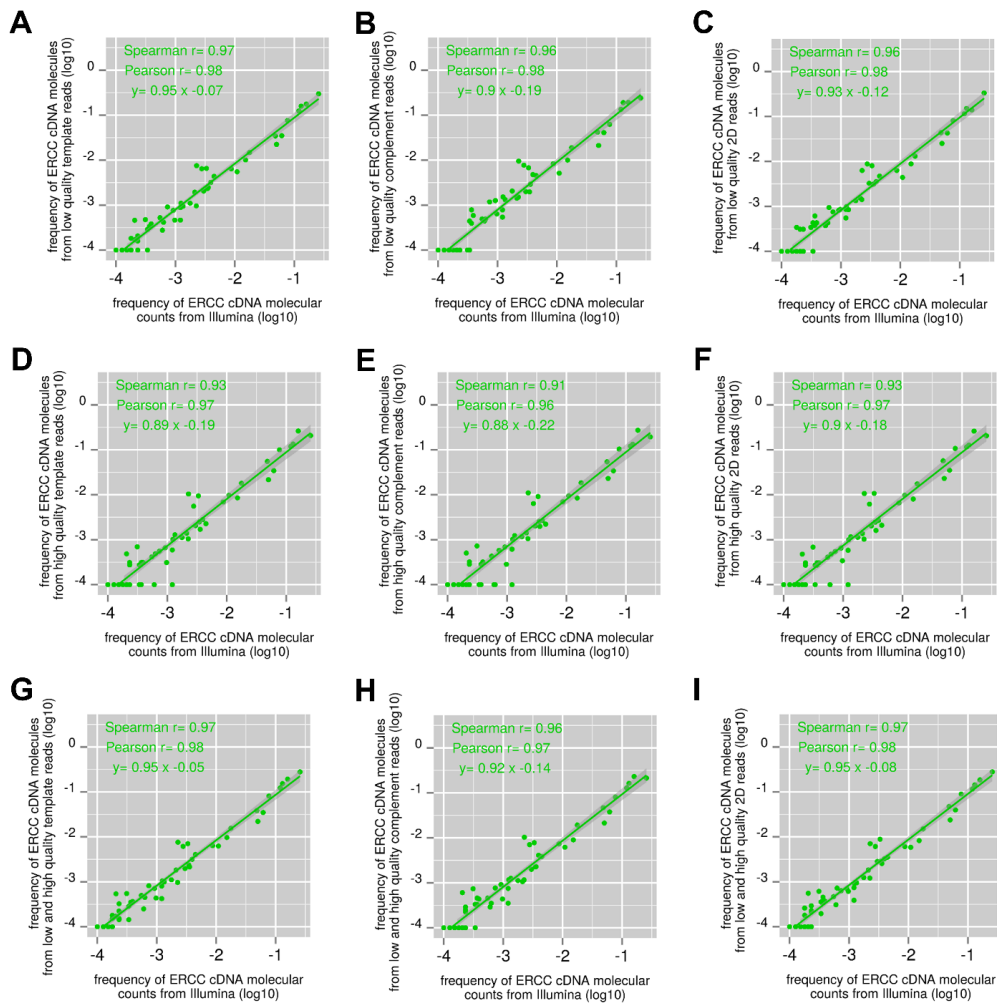 A
frequency of ERCC cDNA molecules
from low quality template reads (log10)
Spearman r= 0.97
Pearson r= 0.98
y= 0.95 x -0.07
0
-1
-2
-3
-4
-4
-3
-2
-1
frequency of ERCC cDNA molecular
counts from Illumina (log10)
B
frequency of ERCC cDNA molecules
from low quality complement reads (log10)
Spearman r= 0.96
Pearson r= 0.98
y= 0.9 x -0.19
0
-1
-2
-3
-4
-4
-3
-2
-1
frequency of ERCC cDNA molecular
counts from Illumina (log10)
C
frequency of ERCC cDNA molecules
from low quality 2D reads (log10)
Spearman r= 0.96
Pearson r= 0.98
y= 0.93 x -0.12
0
-1
-2
-3
-4
-4
-3
-2
-1
frequency of ERCC cDNA molecular
counts from Illumina (log10)
D
frequency of ERCC cDNA molecules
from high quality template reads (log10)
Spearman r= 0.93
Pearson r= 0.97
y= 0.89 x -0.19
0
-1
-2
-3
-4
-4
-3
-2
-1
frequency of ERCC cDNA molecular
counts from Illumina (log10)
E
frequency of ERCC cDNA molecules
high quality complement reads (log10)
Spearman r= 0.91
Pearson r= 0.96
y= 0.88 x -0.22
0
-1
-2
-3
-4
-4
-3
-2
-1
frequency of ERCC cDNA molecular
counts from Illumina (log10)
F
frequency of ERCC cDNA molecules
from high quality 2D reads (log10)
Spearman r= 0.93
Pearson r= 0.97
y= 0.9 x -0.18
0
-1
-2
-3
-4
-4
-3
-2
-1
frequency of ERCC cDNA molecular
counts from Illumina (log10)
G
frequency of ERCC cDNA molecules
from low and high quality template reads (log10)
Spearman r= 0.97
Pearson r= 0.98
y= 0.95 x -0.05
0
-1
-2
-3
-4
-4
-3
-2
-1
frequency of ERCC cDNA molecular
counts from Illumina (log10)
H
frequency of ERCC cDNA molecules
from low and high quality complement reads (log10)
Spearman r= 0.96
Pearson r= 0.97
y= 0.92 x -0.14
0
-1
-2
-3
-4
-4
-3
-2
-1
frequency of ERCC cDNA molecular
counts from Illumina (log10)
I
frequency of ERCC cDNA molecules
from low and high quality 2D reads (log10)
Spearman r= 0.97
Pearson r= 0.98
y= 0.95 x -0.08
0
-1
-2
-3
-4
-4
-3
-2
-1
frequency of ERCC cDNA molecular
counts from Illumina (log10)